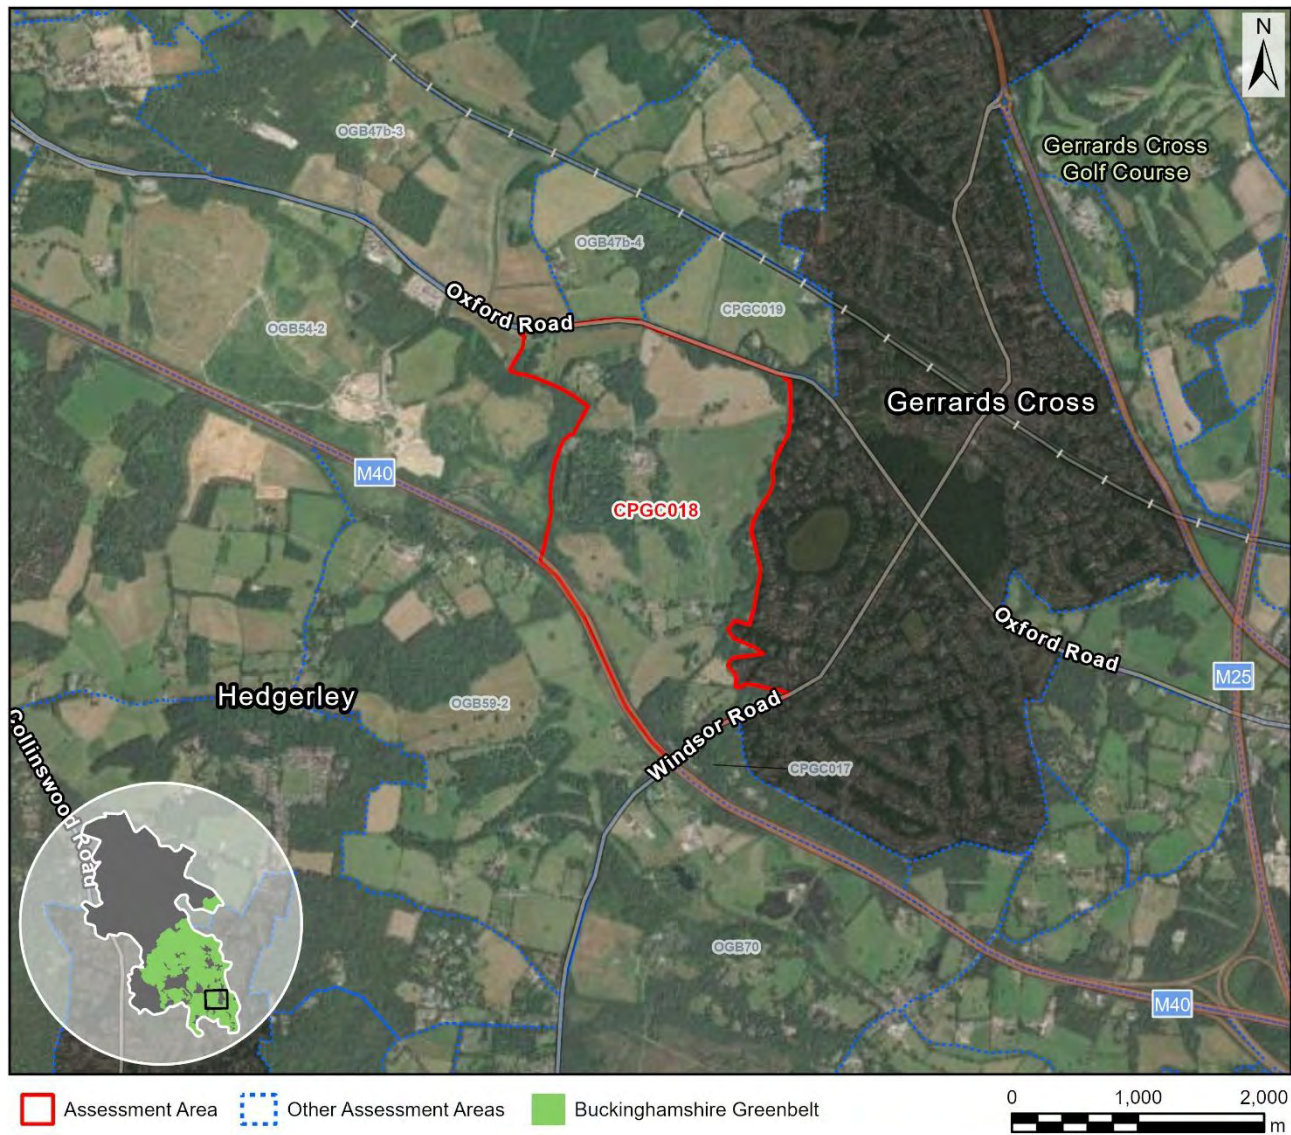 N
OGB47b-3
Gerrards Cross
Golf Course
OGB47b-4
Oxford Road
CPGC019
OGB54-2
Gerrards Cross
M40
CPGC018
Oxford Road
M25
Hedgerley
OGB59-2
Windsor Road
CPGC017
Collinswood Road
OGB70
M40
Assessment Area
Other Assessment Areas
Buckinghamshire Greenbelt
0 1,000 2,000
m